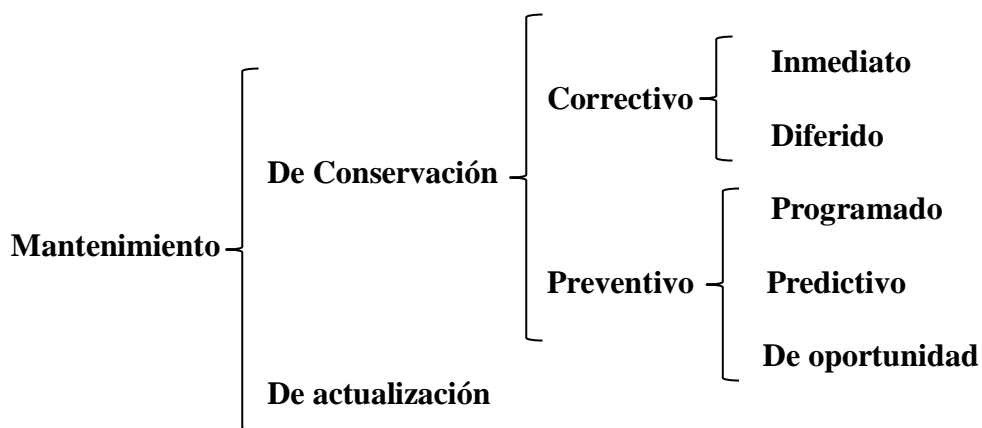 Mantenimiento
De Conservación
Correctivo
Inmediato
Diferido
Preventivo
Programado
Predictivo
De oportunidad
De actualización